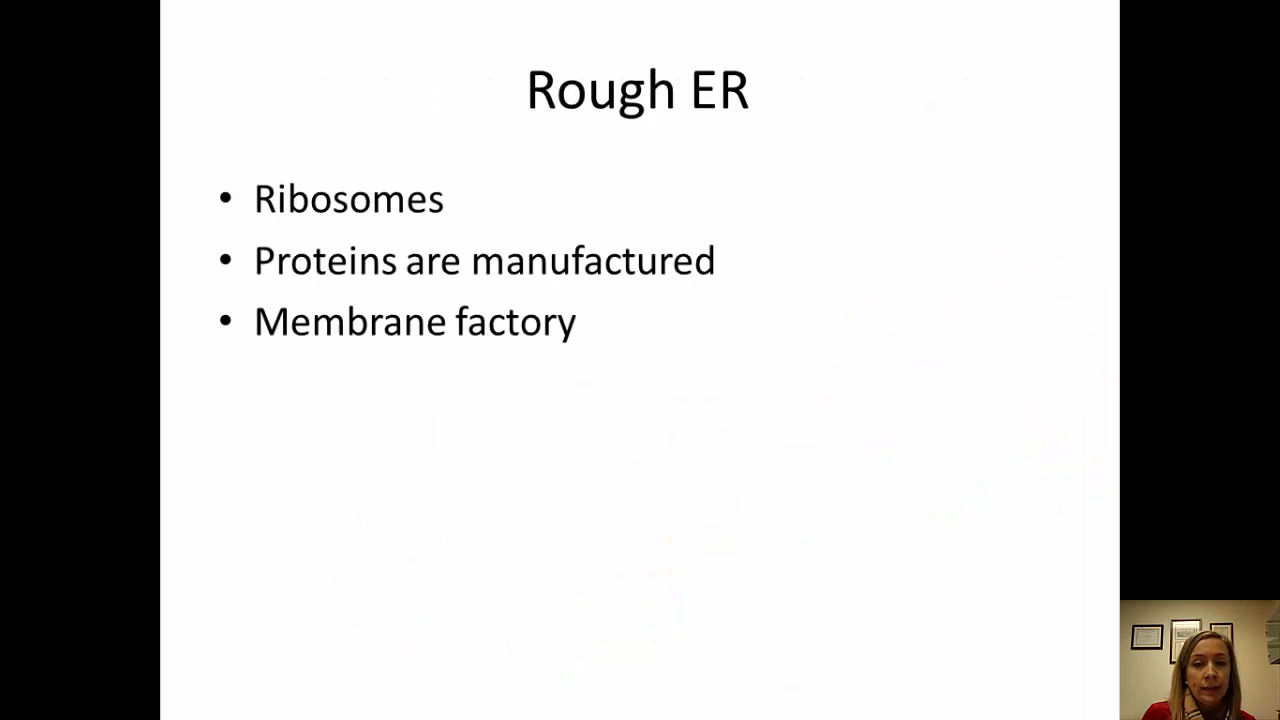 Rough ER
• Ribosomes
• Proteins are manufactured
• Membrane factory